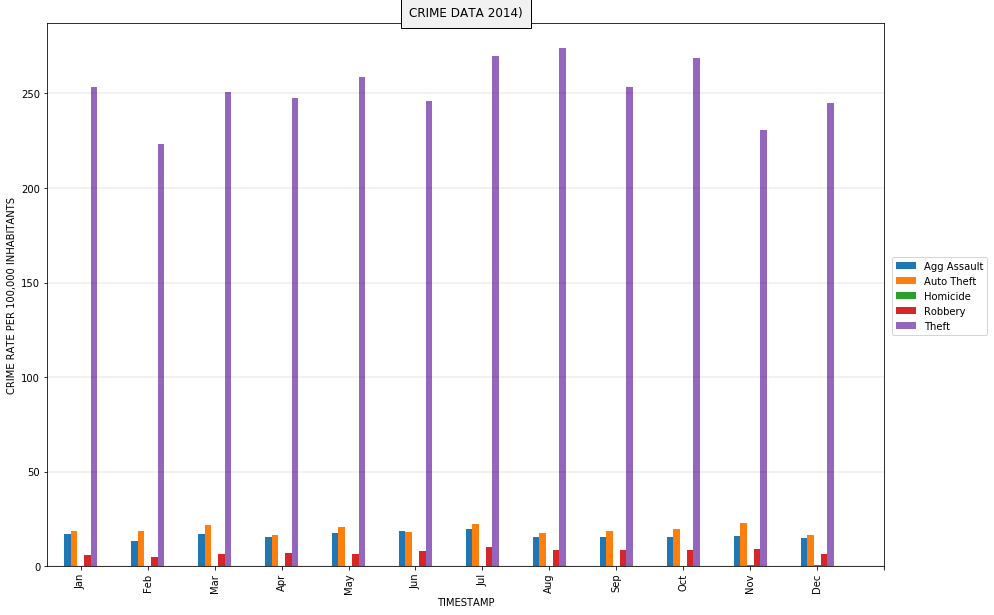 CRIME DATA 2014)
CRIME RATE PER 100,000 INHABITANTS
250
200
150
100
50
0
Jan
Feb
Mar
Apr
May
Jun
Jul
Aug
Sep
Oct
Nov
Dec
TIMESTAMP
Agg Assault
Auto Theft
Homicide
Robbery
Theft